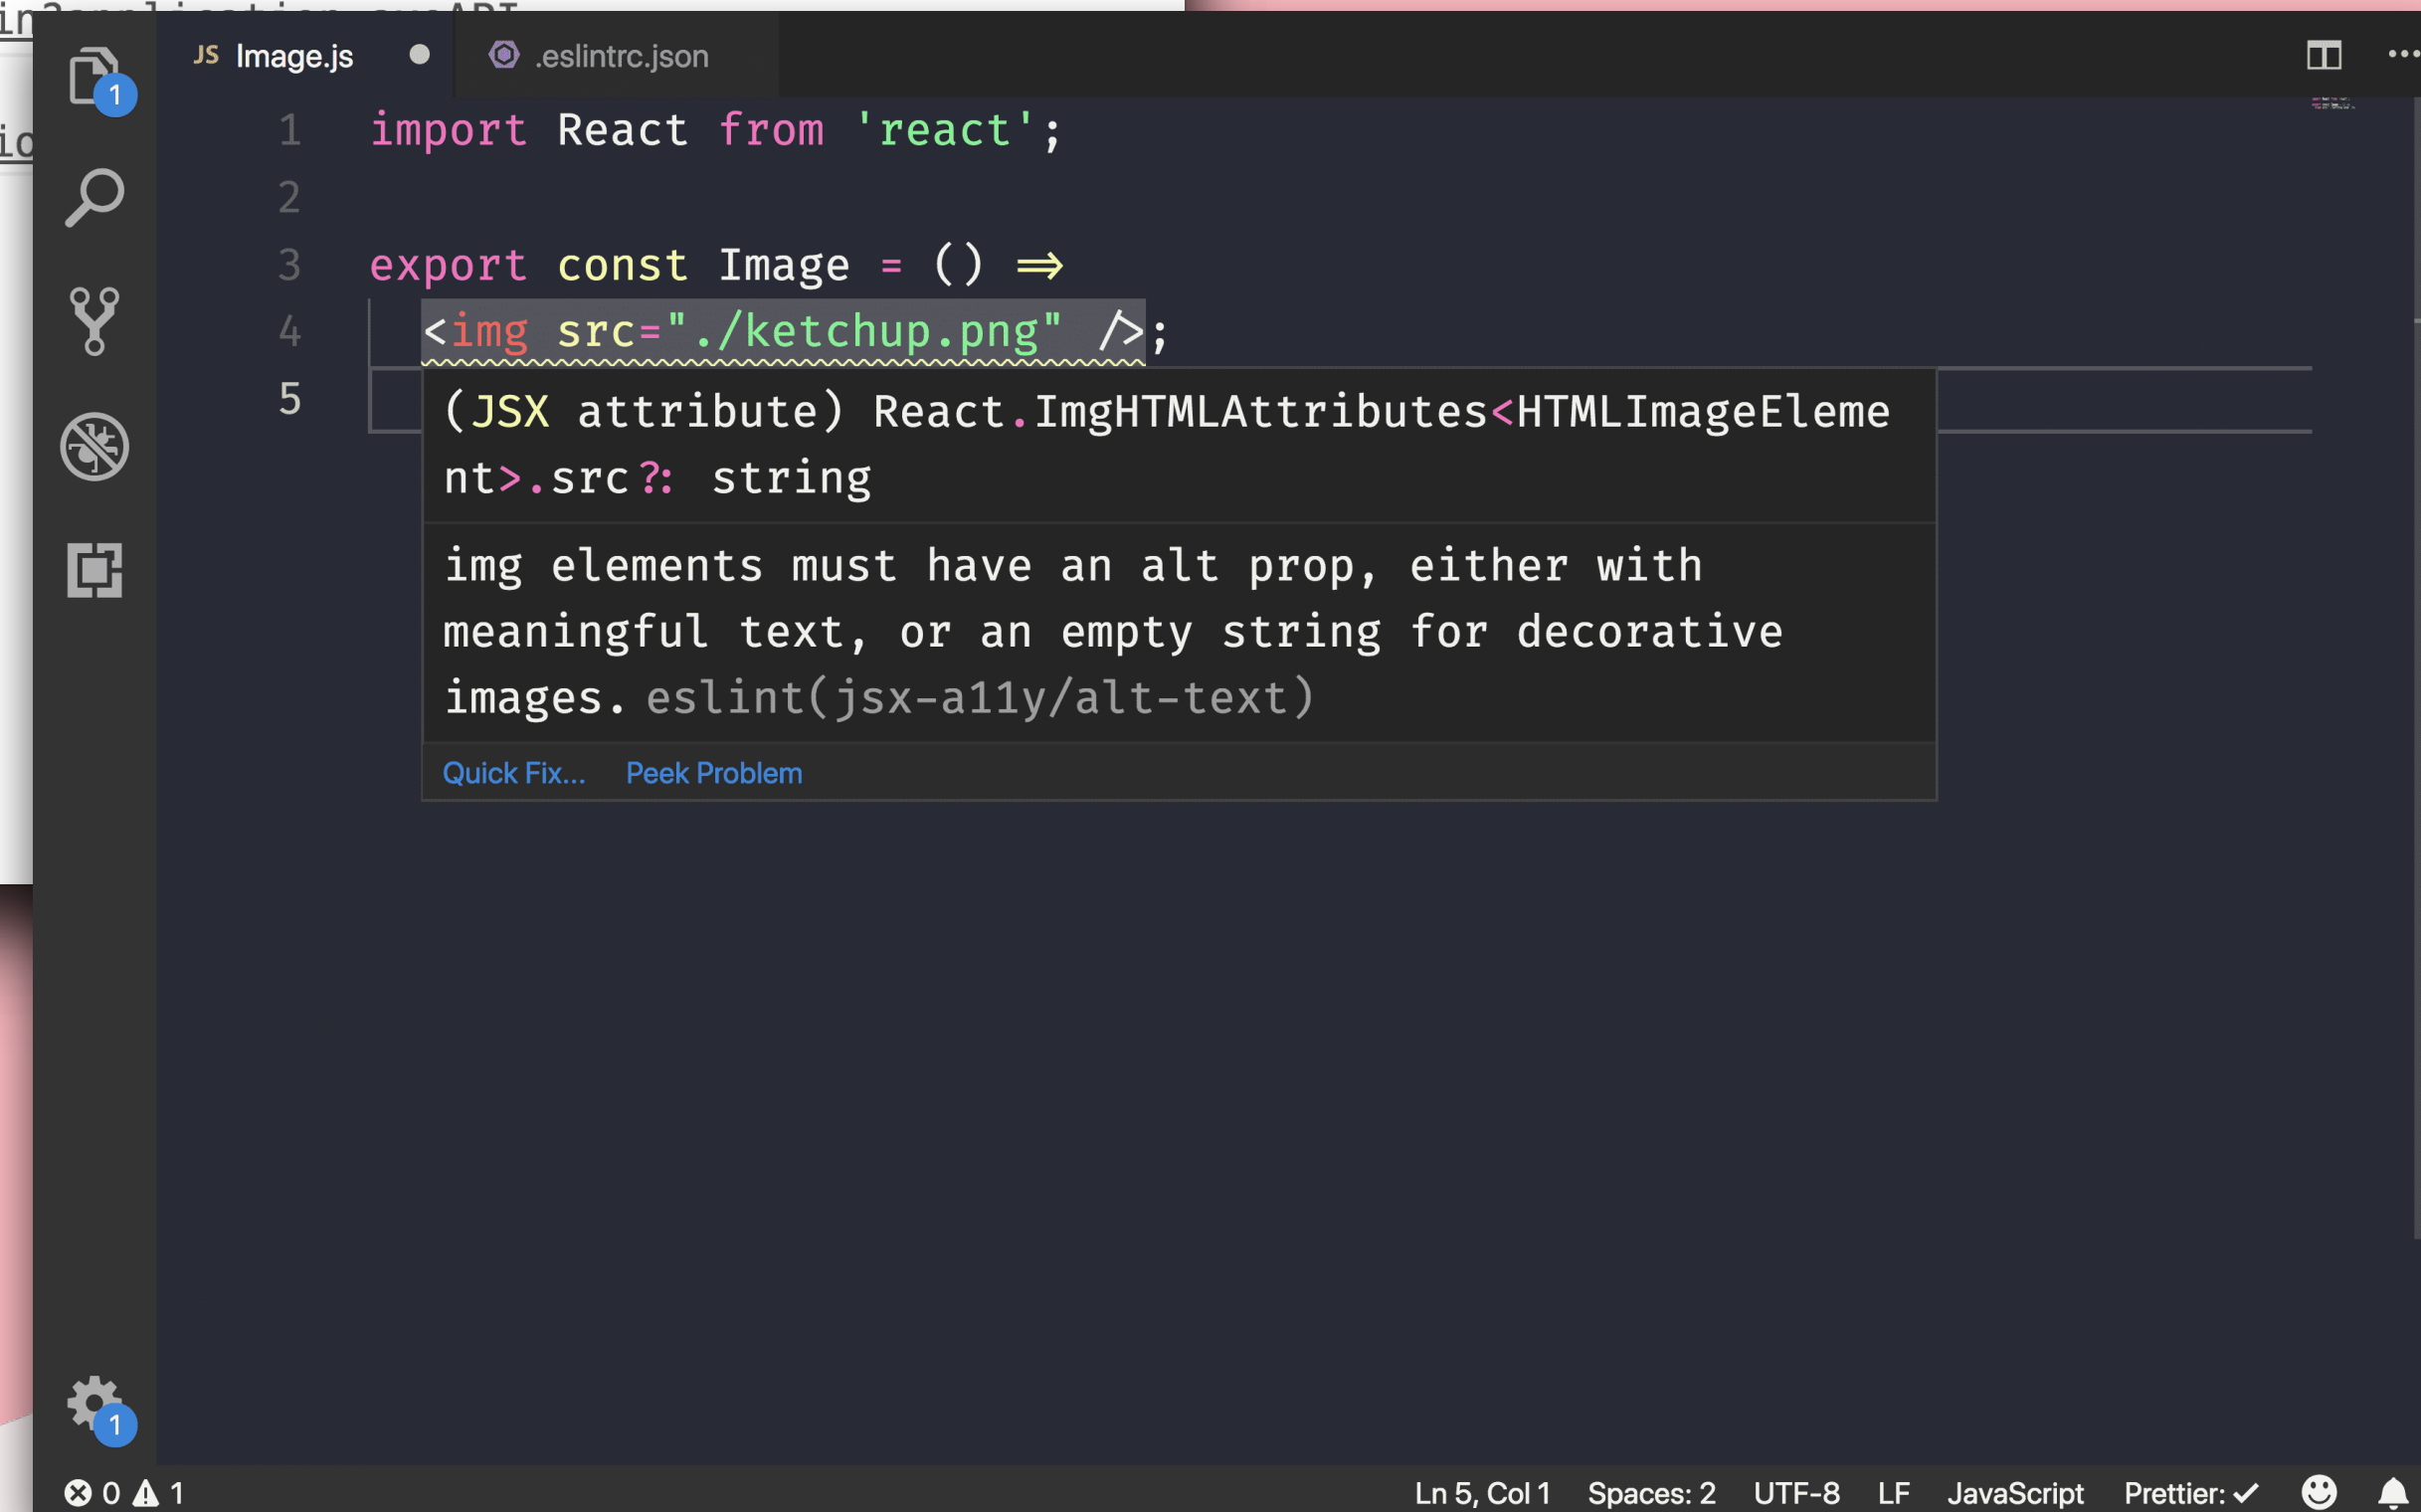 JS Image.js
.eslintrc.json
1
1 import React from 'react';
2
3 export const Image = () =>
4 <img src="./ketchup.png" />;
5
(JSX attribute) React.ImgHTMLAttributes<HTMLImageEleme
nt>.src?: string
img elements must have an alt prop, either with
meaningful text, or an empty string for decorative
images. eslint(jsx-a11y/alt-text)
Quick Fix... Peek Problem
1
0 1 Ln 5, Col 1 Spaces: 2 UTF-8 LF JavaScript Prettier: ✓